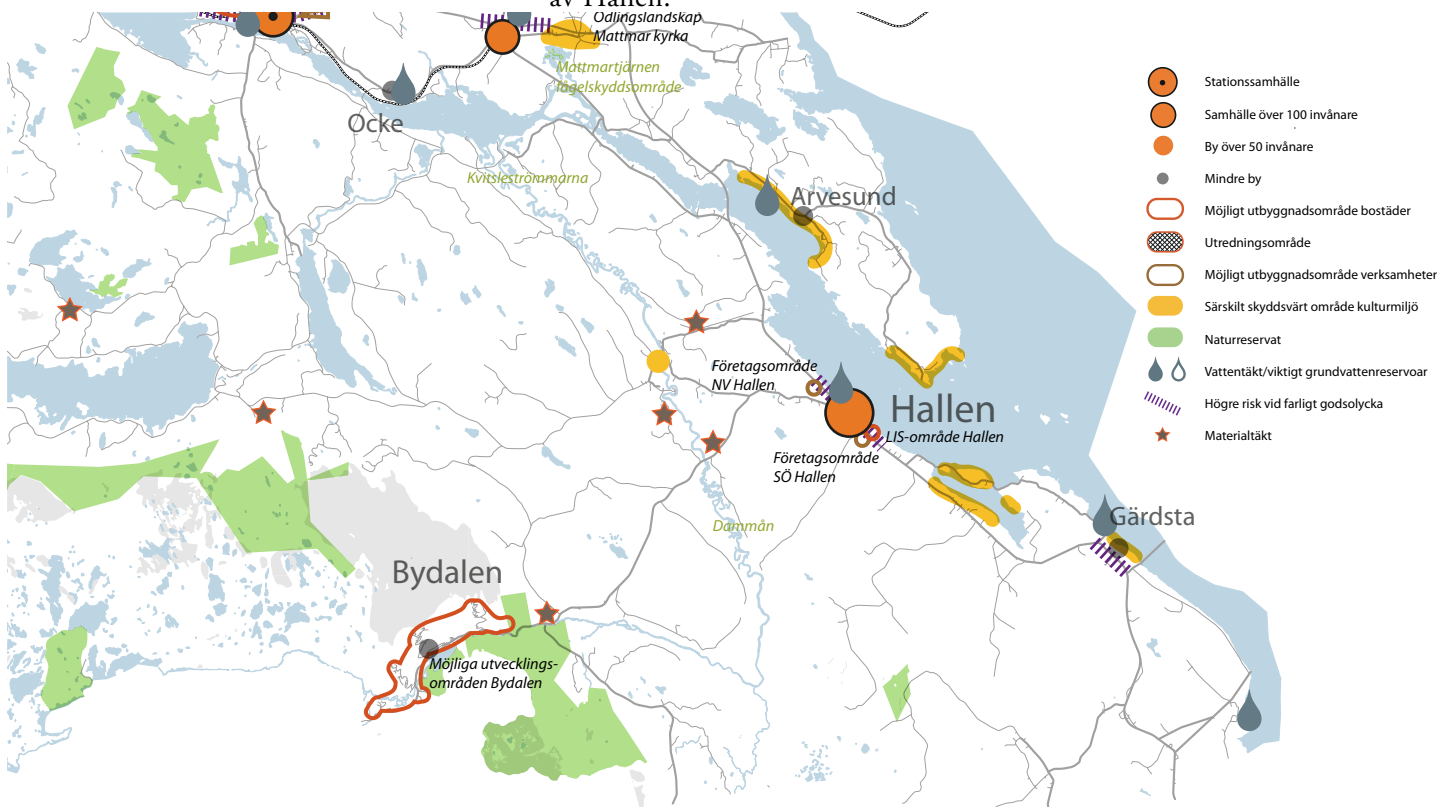 av Hallen.
Odlingslandskap
Mattmar kyrka
Mattmartjärnen
fågelskyddsområde
Ocke
Kvitsleströmmarna
Arvesund
Företagsområde
NV Hallen
Hallen
LIS-område Hallen
Företagsområde
SÖ Hallen
Dammån
Gärdsta
Bydalen
Möjliga utvecklings-
områden Bydalen
Stationssamhälle
Samhälle över 100 invånare
By över 50 invånare
Mindre by
Möjligt utbyggnadsområde bostäder
Utredningsområde
Möjligt utbyggnadsområde verksamheter
Särskilt skyddsvärt område kulturmiljö
Naturreservat
Vattentäkt/viktigt grundvattenreservoar
Högre risk vid farligt godsolycka
Materialtäkt